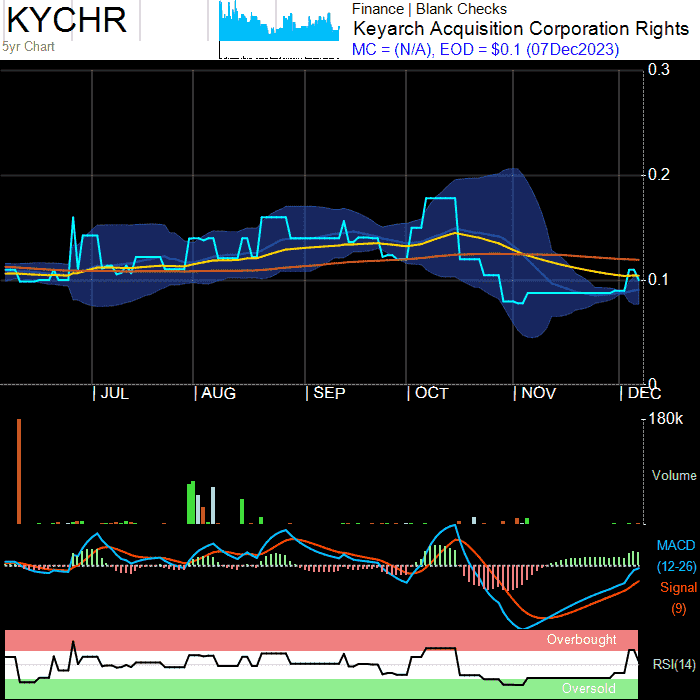 KYCHR
5yr Chart
Finance | Blank Checks
Keyarch Acquisition Corporation Rights
MC = (N/A), EOD = $0.1 (07Dec2023)
0.3
0.2
0.1
0
| JUL | AUG | SEP | OCT | NOV | DEC
180k
Volume
MACD
(12-26)
Signal
(9)
Overbought
RSI(14)
Oversold